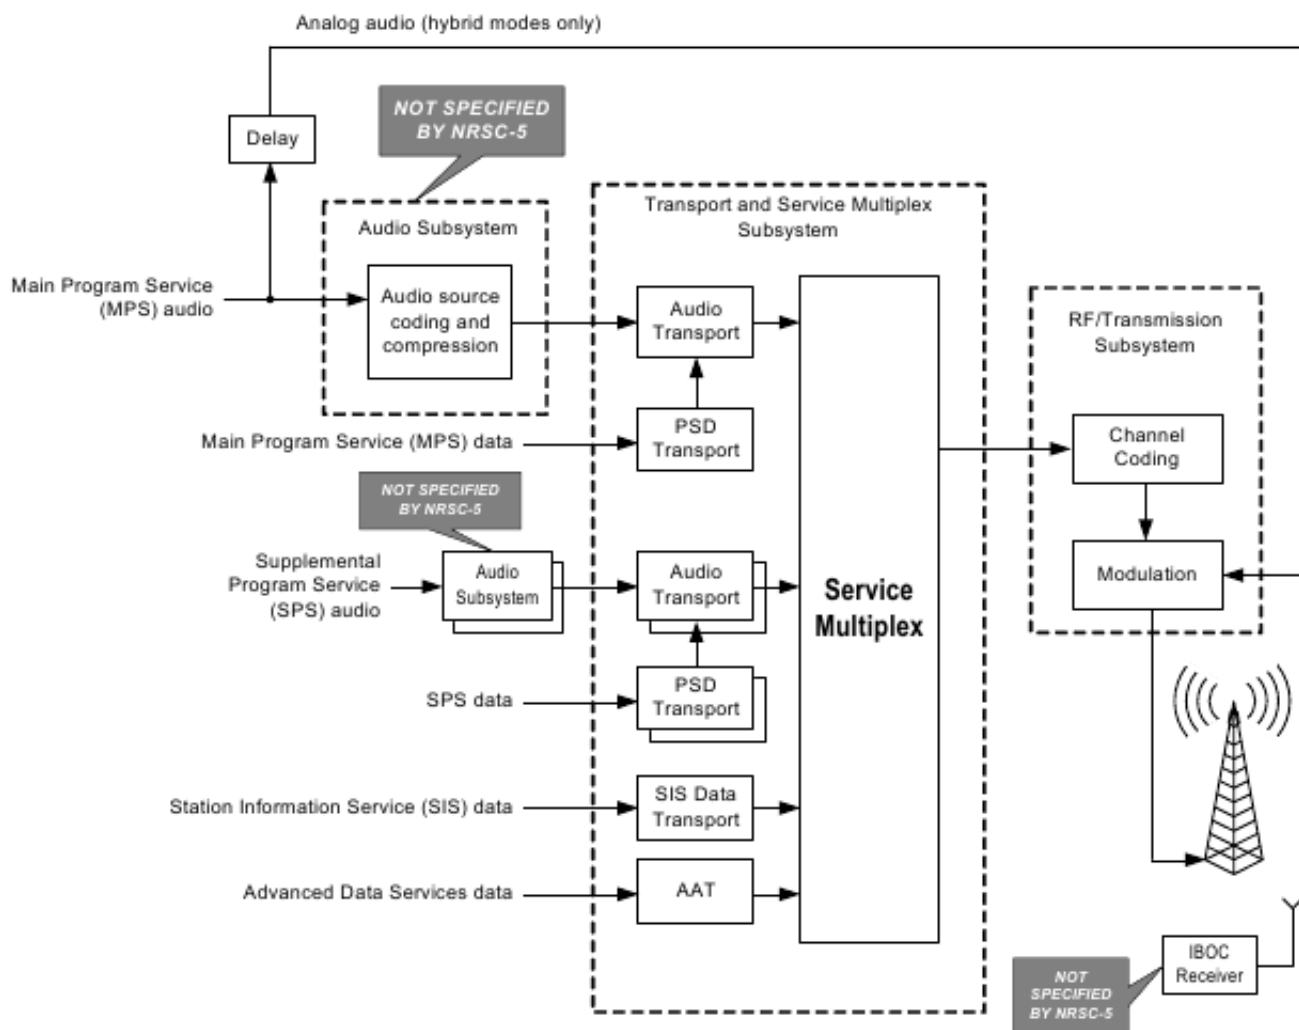 Analog audio (hybrid modes only)
NOT SPECIFIED
BY NRSC-5
Delay
Transport and Service Multiplex
Subsystem
Audio Subsystem
Main Program Service
(MPS) audio
Audio source
coding and
compression
Audio
Transport
RF/Transmission
Subsystem
Main Program Service (MPS) data
PSD
Transport
Channel
Coding
NOT SPECIFIED
BY NRSC-5
Supplemental
Program Service
(SPS) audio
Audio
Subsystem
Audio
Transport
Service
Multiplex
Modulation
SPS data
PSD
Transport
Station Information Service (SIS) data
SIS Data
Transport
Advanced Data Services data
AAT
IBOC
Receiver
NOT
SPECIFIED
BY NRSC-5